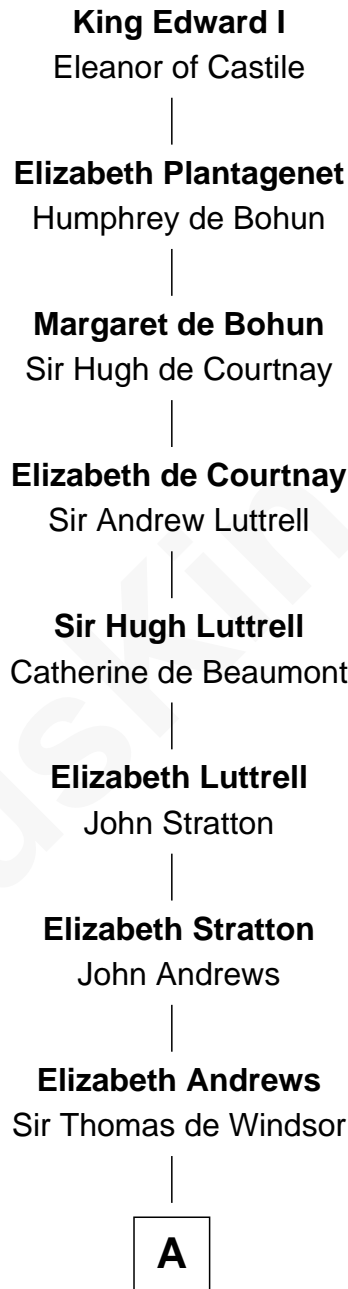 King Edward I
Eleanor of Castile
Elizabeth Plantagenet
Humphrey de Bohun
Margaret de Bohun
Sir Hugh de Courtnay
Elizabeth de Courtnay
Sir Andrew Luttrell
Sir Hugh Luttrell
Catherine de Beaumont
Elizabeth Luttrell
John Stratton
Elizabeth Stratton
John Andrews
Elizabeth Andrews
Sir Thomas de Windsor
A